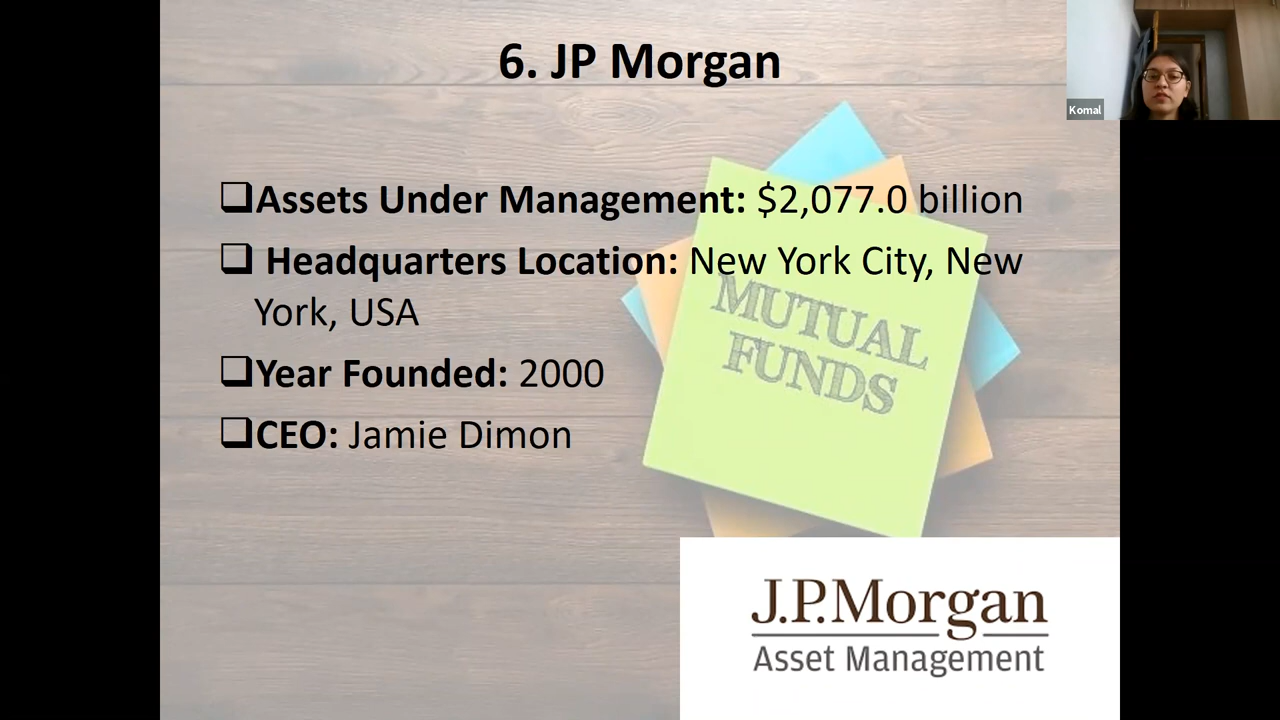 6. JP Morgan
Komal
❑Assets Under Management: $2,077.0 billion
❑ Headquarters Location: New York City, New
York, USA
MUTUAL
FUNDS
❑Year Founded: 2000
❑CEO: Jamie Dimon
J.P.Morgan
Asset Management